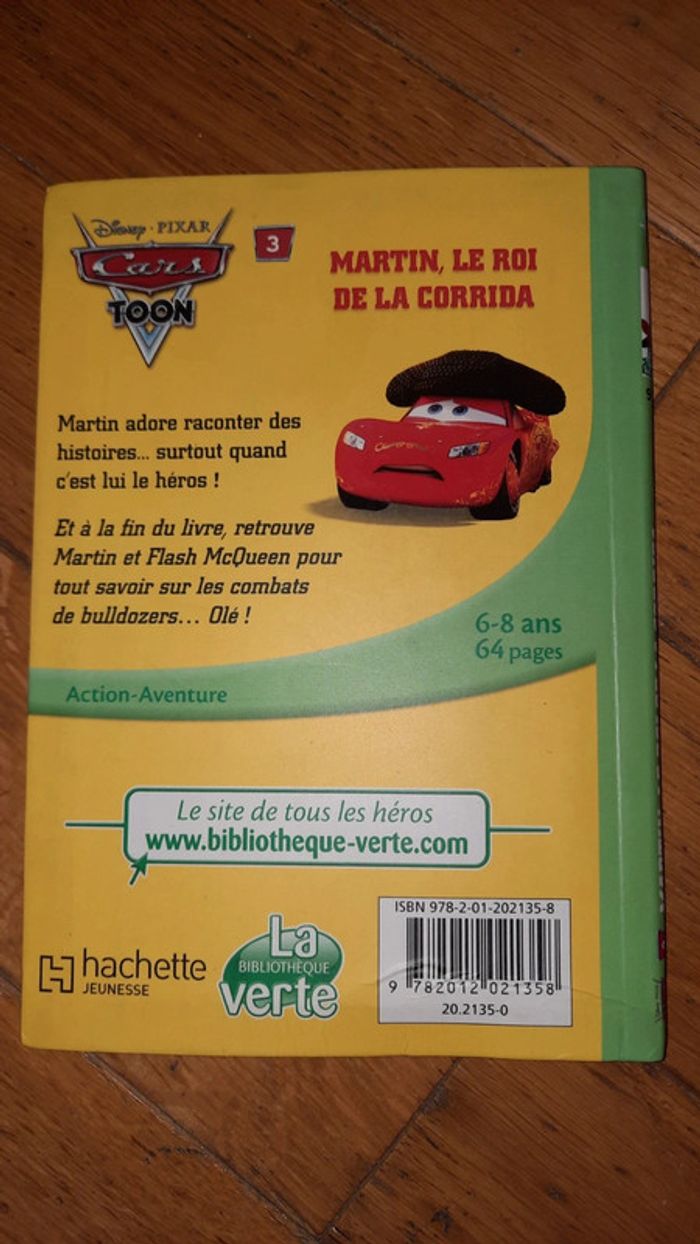 Disney · PIXAR
Cars
TOON
3
MARTIN, LE ROI
DE LA CORRIDA
Martin adore raconter des
histoires... surtout quand
c'est lui le héros !
Et à la fin du livre, retrouve
Martin et Flash McQueen pour
tout savoir sur les combats
de bulldozers... Olé !
6-8 ans
64 pages
Action-Aventure
Le site de tous les héros
www.bibliotheque-verte.com
hachette
JEUNESSE
La
BIBLIOTHÈQUE
verte
ISBN 978-2-01-202135-8
9 782012 021358
20.2135-0